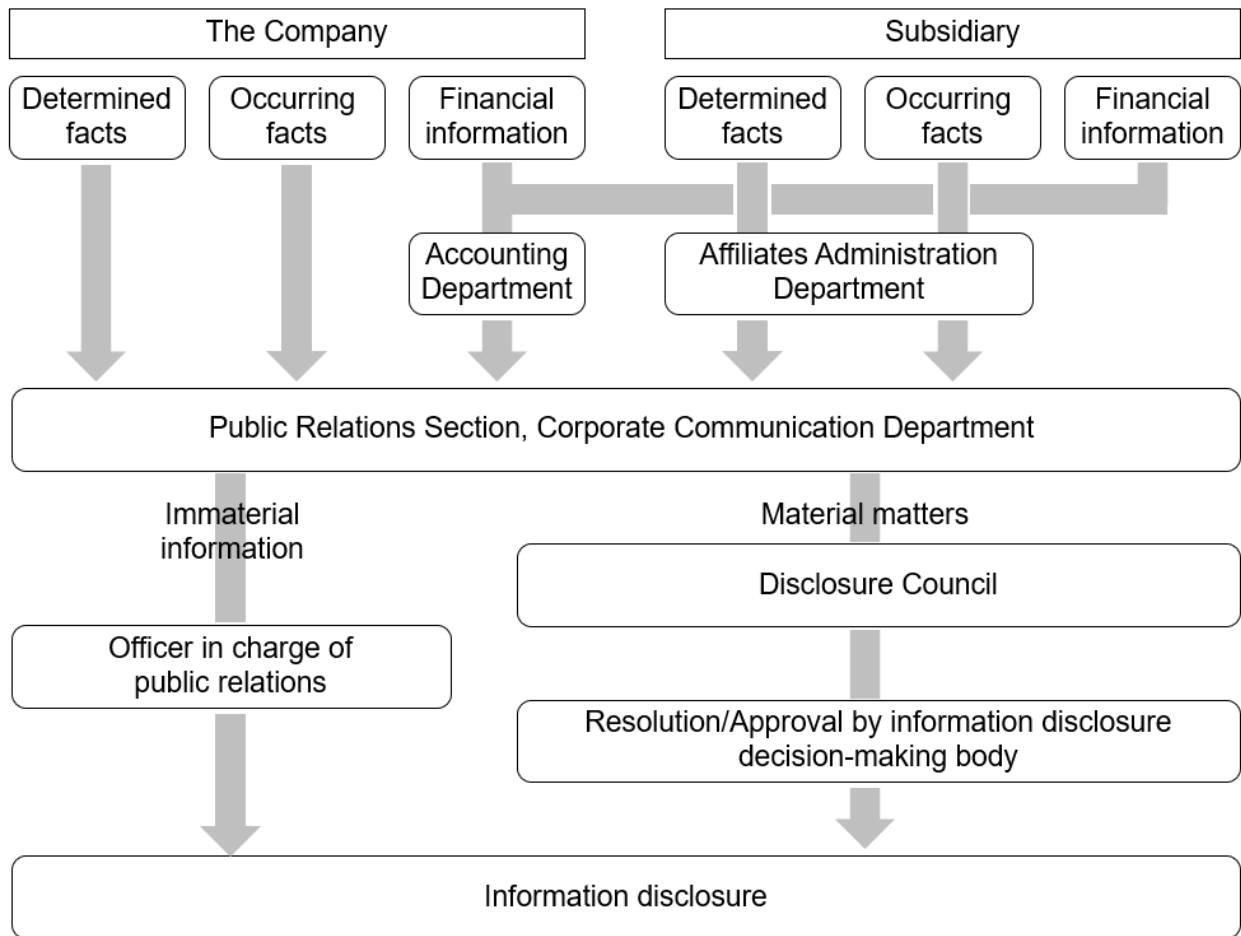 The Company
Subsidiary
Determined
facts
Occurring
facts
Financial
information
Determined
facts
Occurring
facts
Financial
information
Accounting
Department
Affiliates Administration
Department
Public Relations Section, Corporate Communication Department
Immaterial
information
Material matters
Disclosure Council
Officer in charge of
public relations
Resolution/Approval by information disclosure
decision-making body
Information disclosure